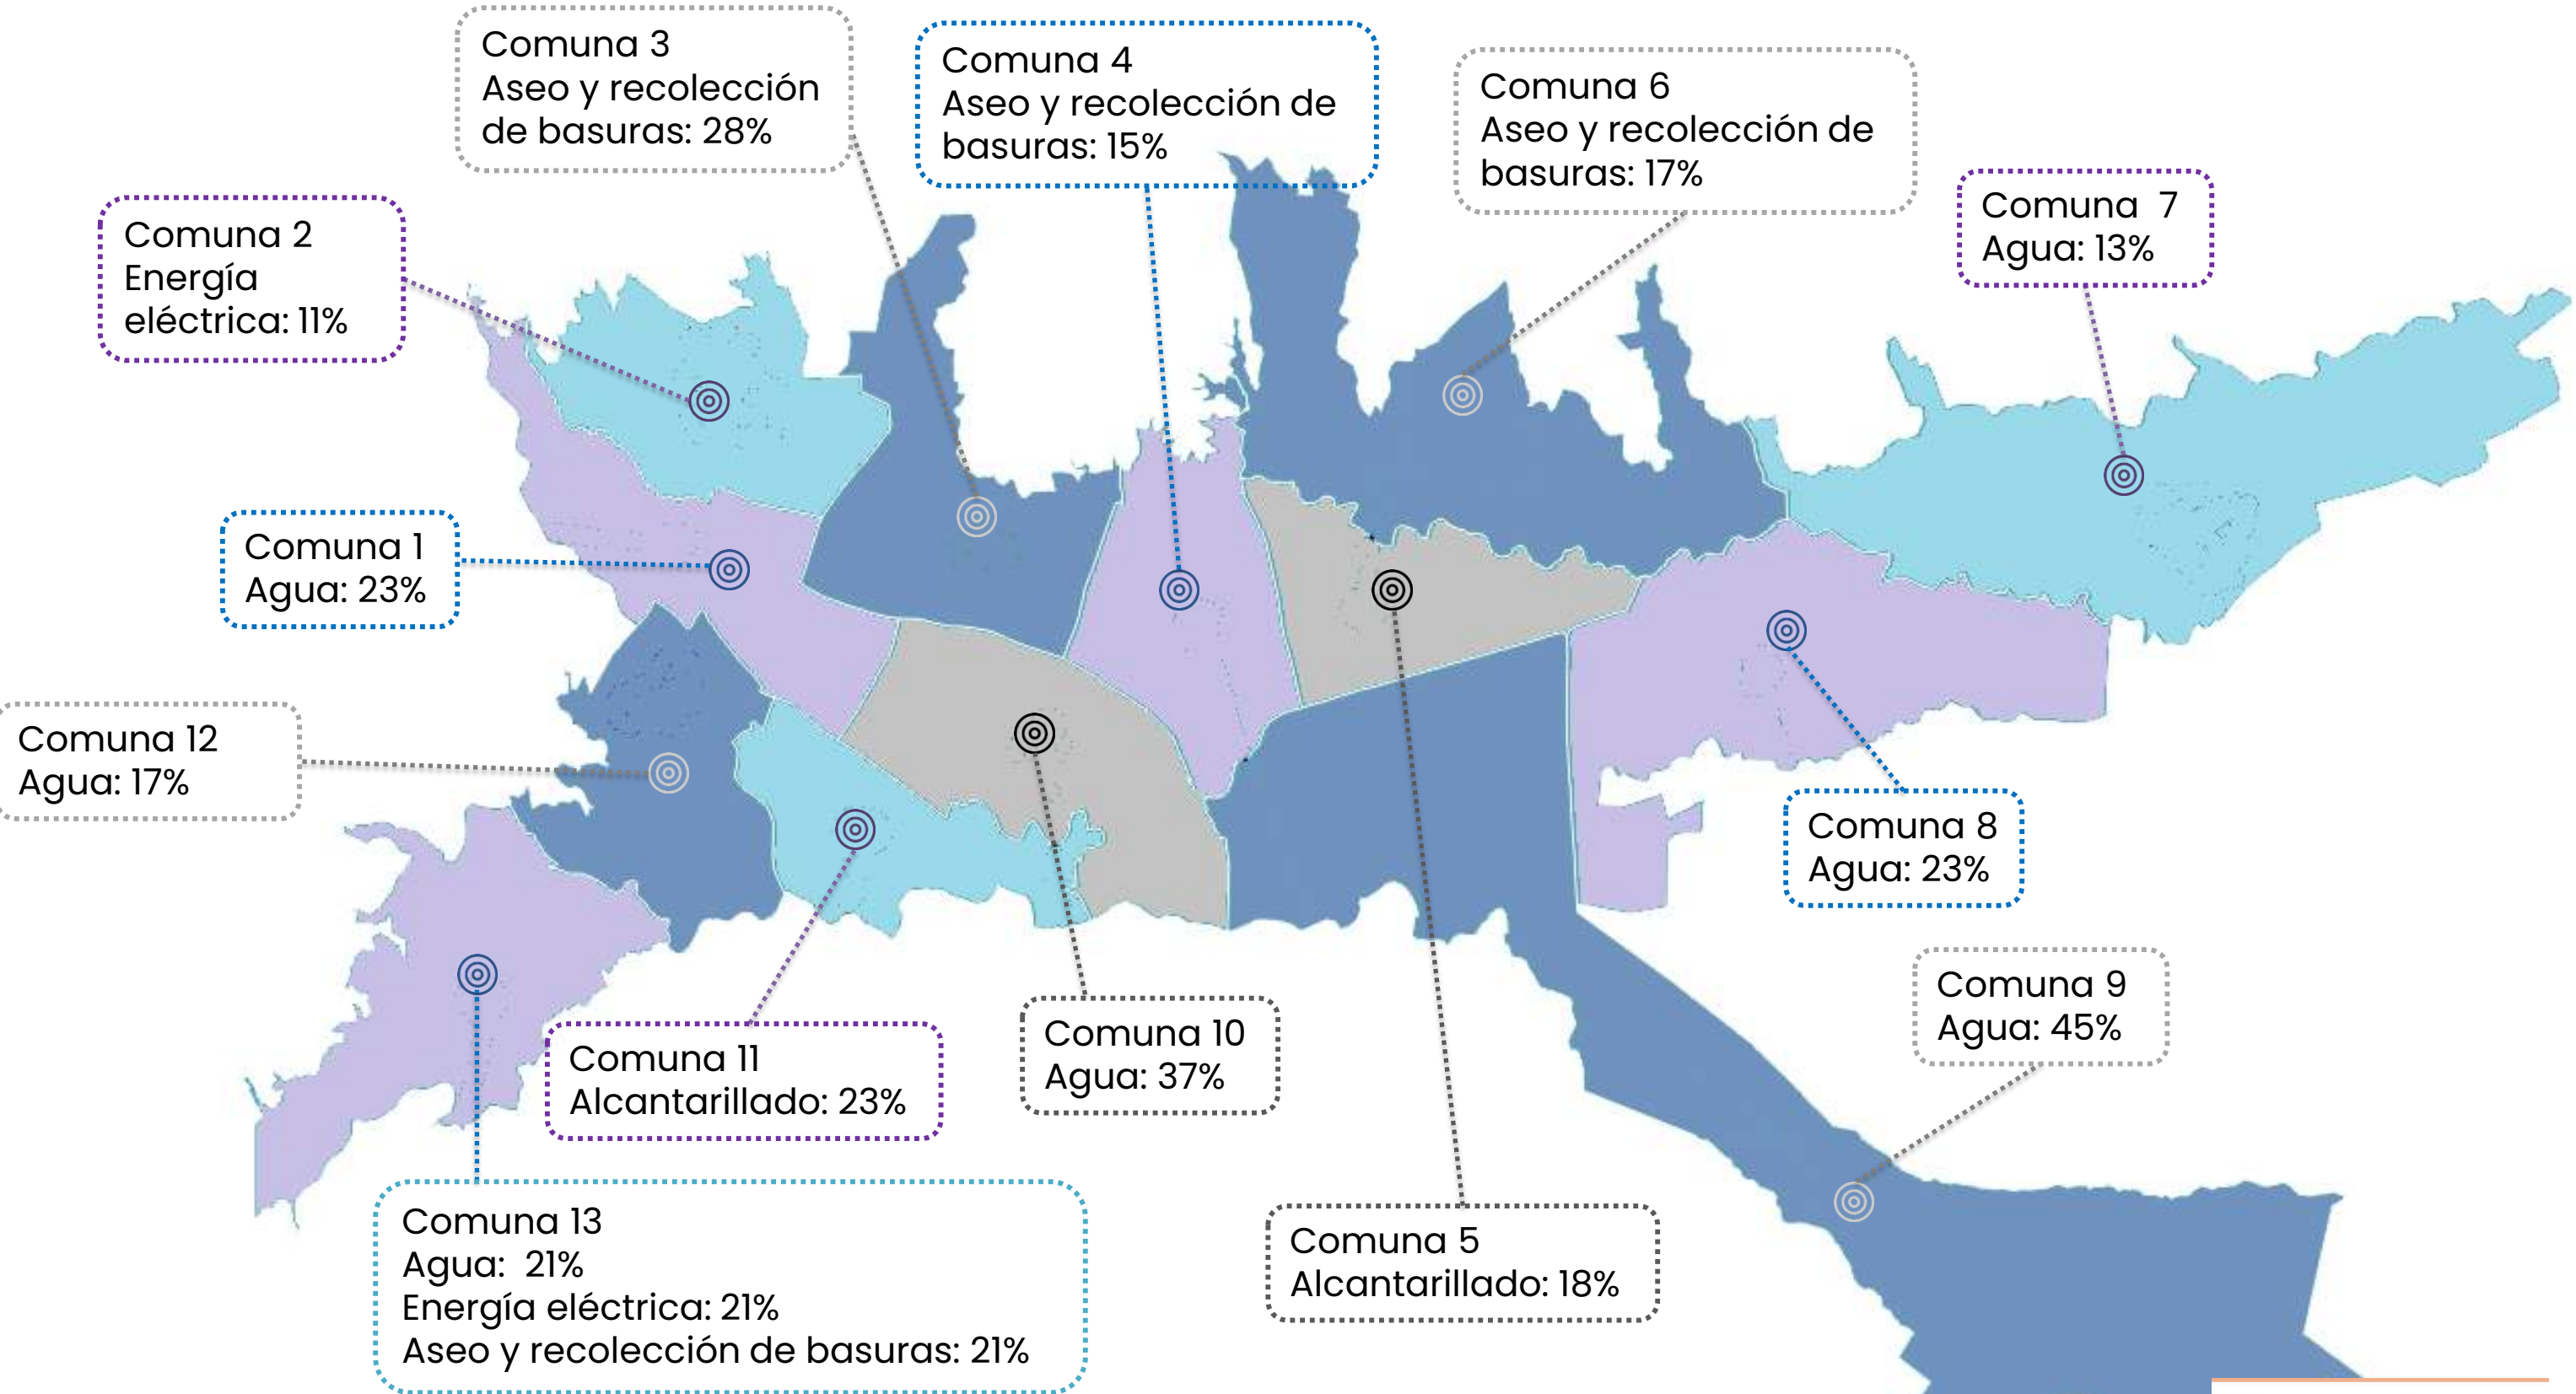 Comuna 3
Aseo y recolección
de basuras: 28%
Comuna 4
Aseo y recolección de
basuras: 15%
Comuna 6
Aseo y recolección de
basuras: 17%
Comuna 7
Agua: 13%
Comuna 2
Energía
eléctrica: 11%
Comuna 1
Agua: 23%
Comuna 12
Agua: 17%
Comuna 8
Agua: 23%
Comuna 9
Agua: 45%
Comuna 10
Agua: 37%
Comuna 11
Alcantarillado: 23%
Comuna 13
Agua: 21%
Energía eléctrica: 21%
Aseo y recolección de basuras: 21%
Comuna 5
Alcantarillado: 18%